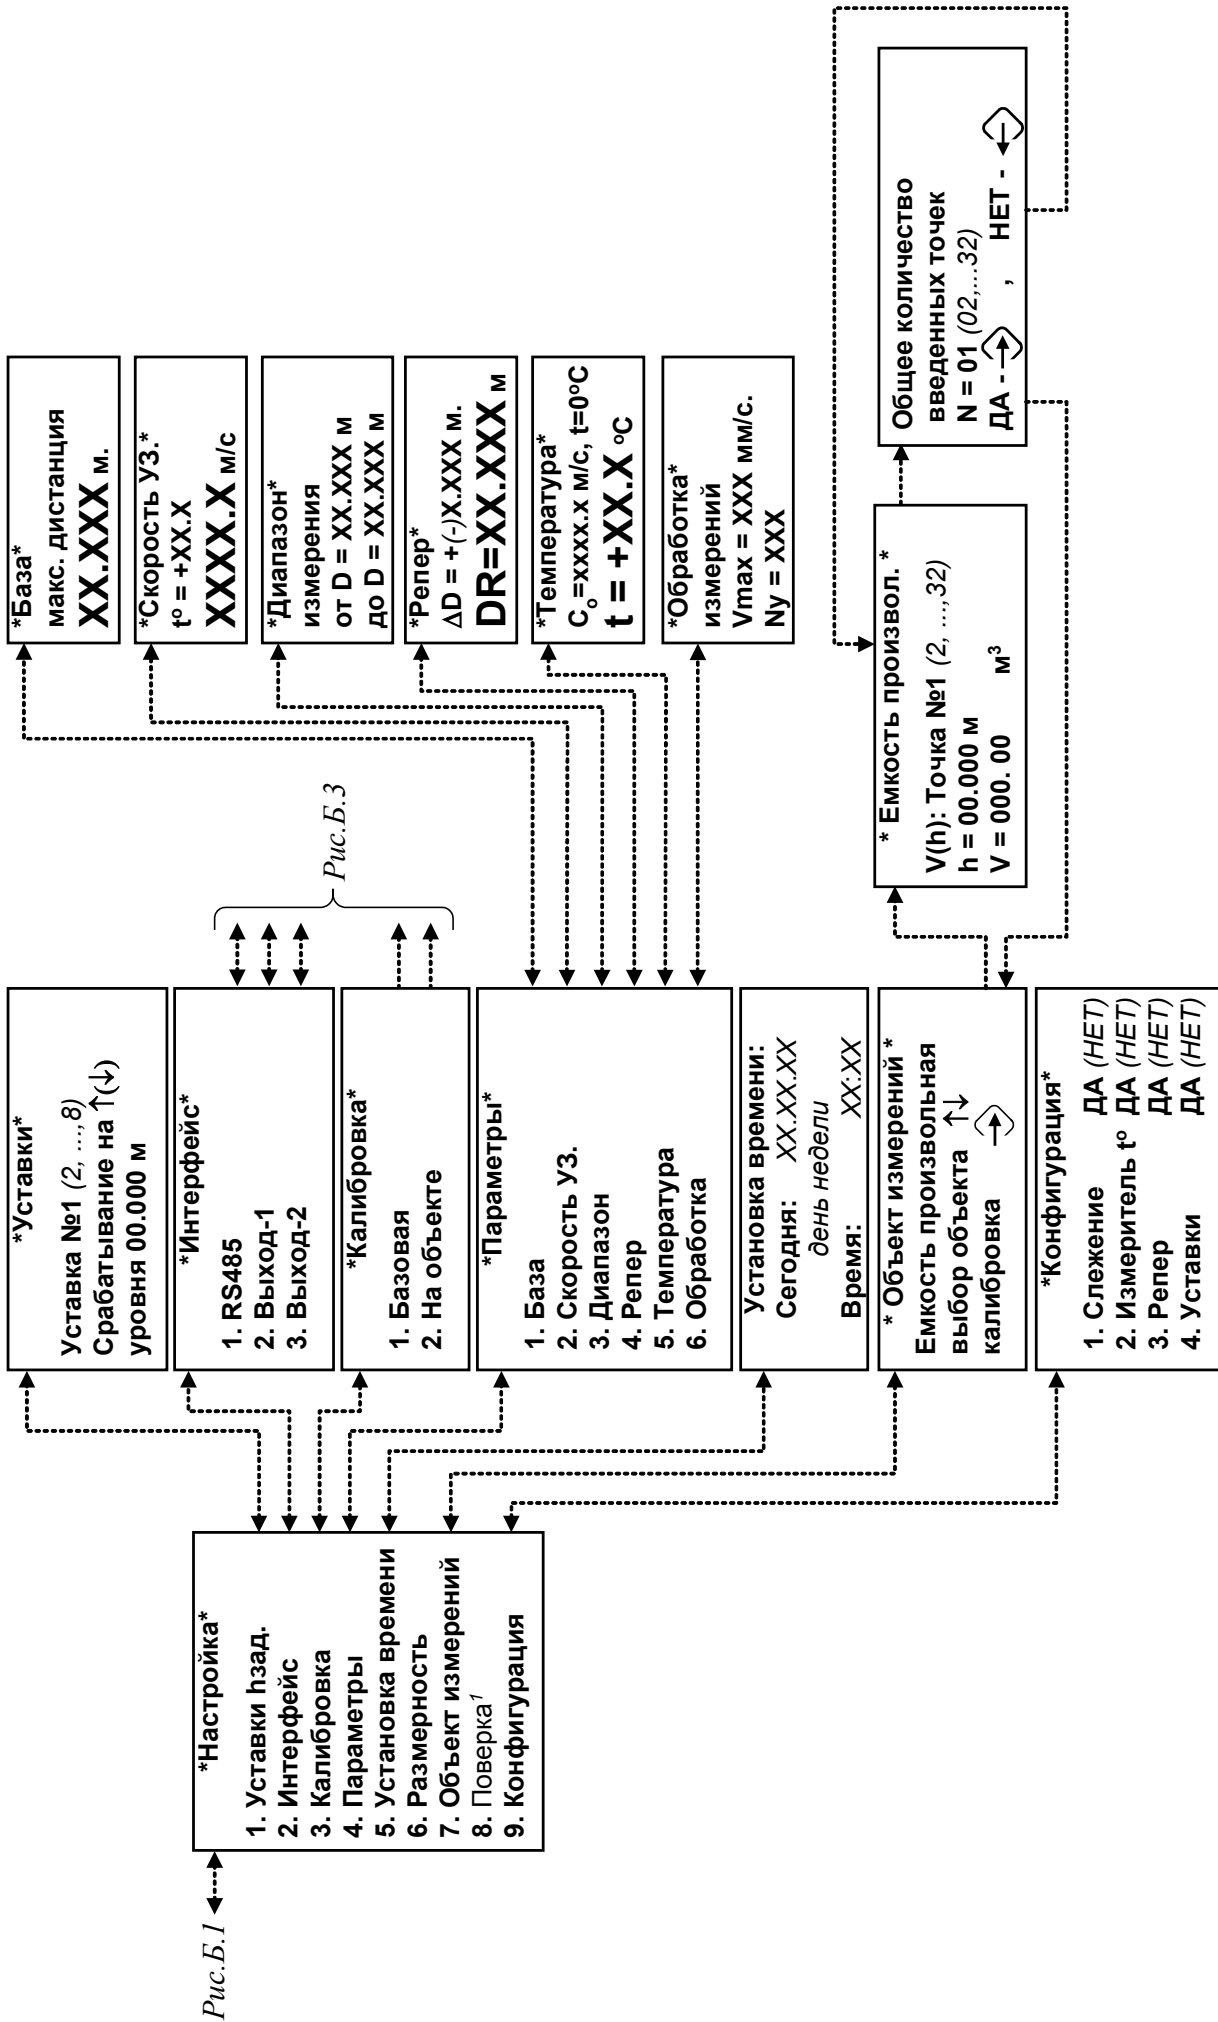 Рис.Б.1
*Настройка*
1. Уставки hзад.
2. Интерфейс
3. Калибровка
4. Параметры
5. Установка времени
6. Размерность
7. Объект измерений
8. Поверка¹
9. Конфигурация
*Уставки*
Уставка №1 (2, ...,8)
Срабатывание на ↑(↓)
уровня 00.000 м
*Интерфейс*
1. RS485
2. Выход-1
3. Выход-2
*Калибровка*
1. Базовая
2. На объекте
Рис.Б.3
*Параметры*
1. База
2. Скорость УЗ.
3. Диапазон
4. Репер
5. Температура
6. Обработка
Установка времени:
Сегодня: XX.XX.XX
день недели
Время: XX:XX
* Объект измерений *
Емкость произвольная
выбор объекта ↑↓
калибровка →
*Конфигурация*
1. Слежение ДА (НЕТ)
2. Измеритель tº ДА (НЕТ)
3. Репер ДА (НЕТ)
4. Уставки ДА (НЕТ)
*База*
макс. дистанция
XX.XXX м.
*Скорость УЗ.*
tº = +XX.X
XXXX.X м/с
*Диапазон*
измерения
от D = XX.XXX м
до D = XX.XXX м
*Репер*
ΔD = +(-)X.XXX м.
DR=XX.XXX м
*Температура*
Cₒ=xxxx.x м/с, t=0ºC
t = +XX.X ºC
*Обработка*
измерений
Vmax = XXX мм/с.
Ny = XXX
* Емкость произвол. *
V(h): Точка №1 (2, ...,32)
h = 00.000 м
V = 000. 00 м³
Общее количество
введенных точек
N = 01 (02,...32)
ДА - → , НЕТ - ←